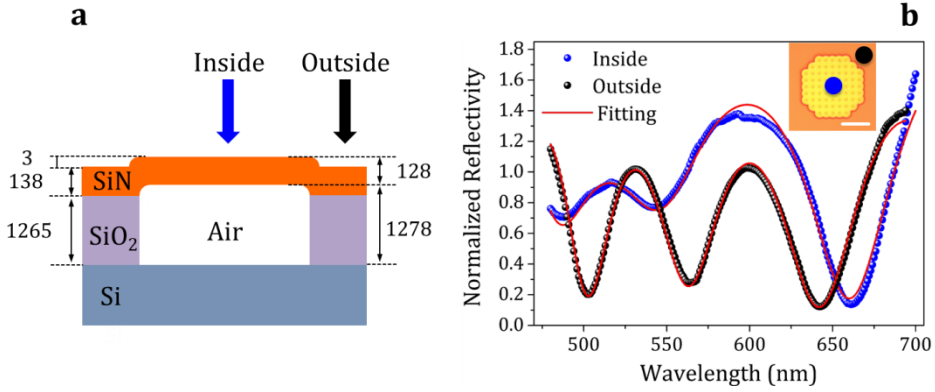 a
Inside
Outside
3
138
SiN
128
1265
SiO₂
Air
1278
Si
b
Normalized Reflectivity
1.8
1.6
1.4
1.2
1.0
0.8
0.6
0.4
0.2
0.0
Inside
Outside
Fitting
500
550
600
650
700
Wavelength (nm)